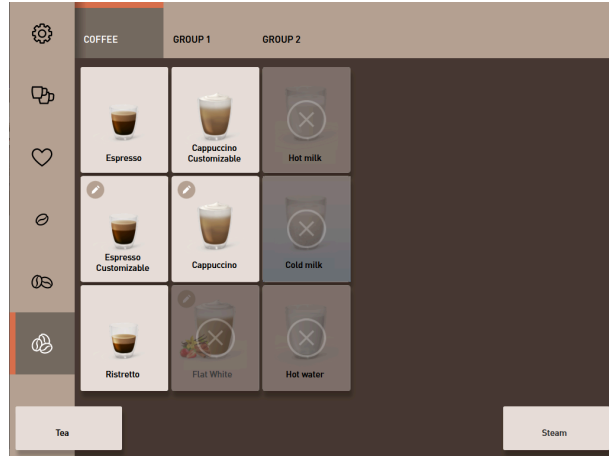 COFFEE
GROUP 1
GROUP 2
Espresso
Cappuccino
Customizable
Hot milk
Espresso
Customizable
Cappuccino
Cold milk
Ristretto
Flat White
Hot water
Tea
Steam